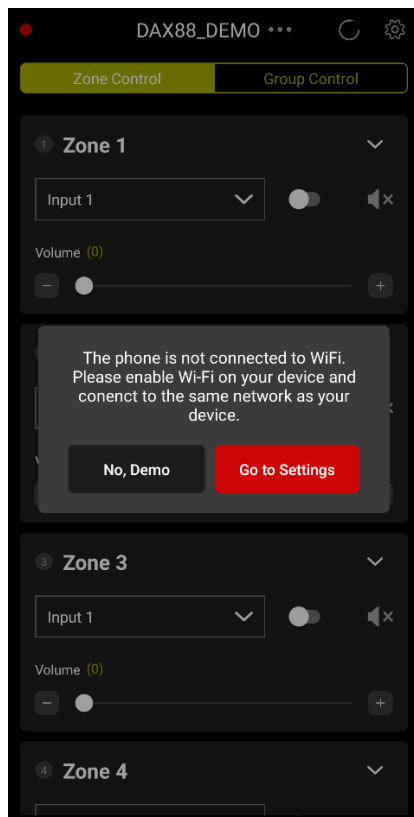 DAX88_DEMO •••
Zone Control Group Control
1 Zone 1
Input 1
Volume (0)
The phone is not connected to WiFi.
Please enable Wi-Fi on your device and
conenct to the same network as your
device.
No, Demo Go to Settings
3 Zone 3
Input 1
Volume (0)
4 Zone 4